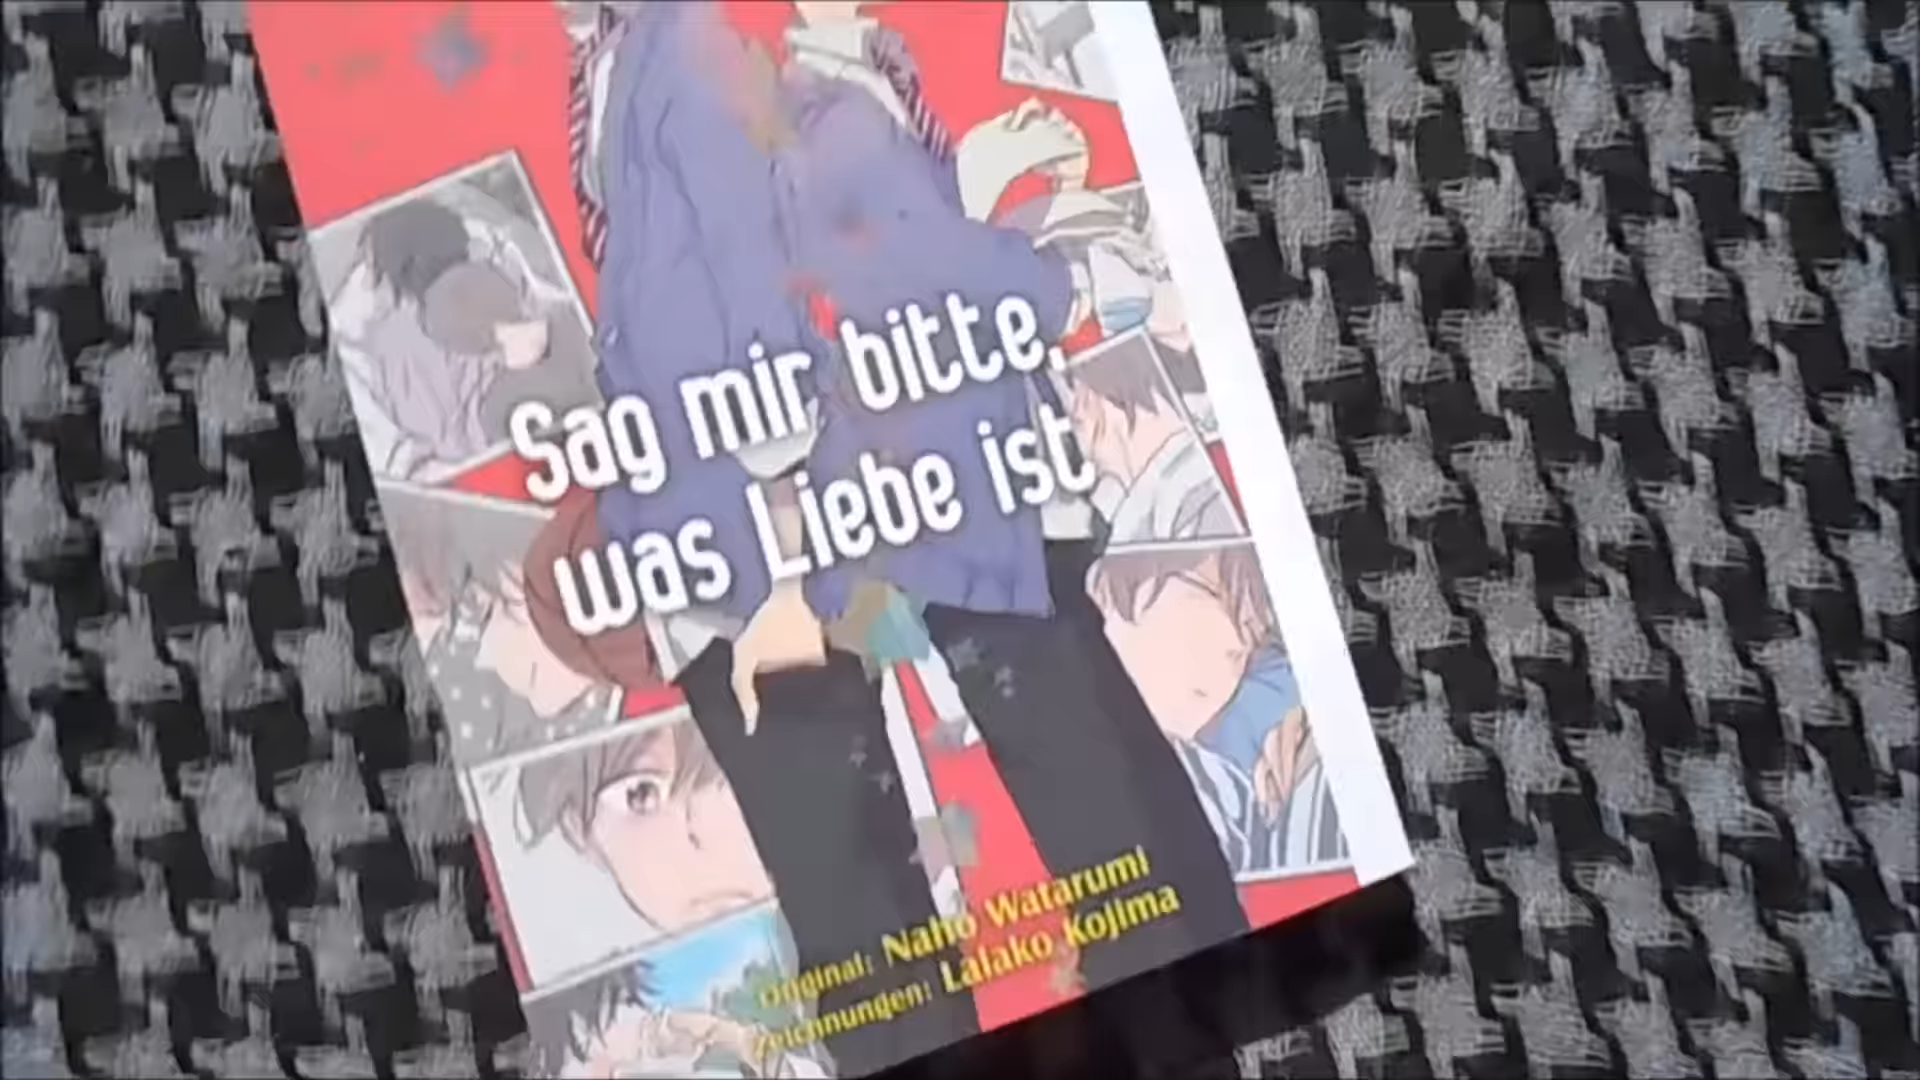 Sag mir bitte,
was Liebe ist
Original: Naho Watarumi
Zeichnungen: Lalako Kojima